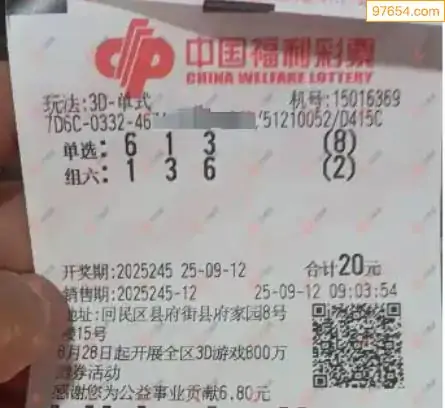 97654.com
中国福利彩票
CHINA WELFARE LOTTERY
玩法:3D-单式 机号:15016369
7D6C-0332-46 /51210052/D415C
单选: 6 1 3 (8)
组六: 1 3 6 (2)
开奖期:2025245 25-09-12 合计20元
销售期:2025245-12 25-09-12 09:03:54
地址:回民区县府街县府家园8号
楼15号
8月28日起开展全区3D游戏800万
券活动
感谢您为公益事业贡献6.80元